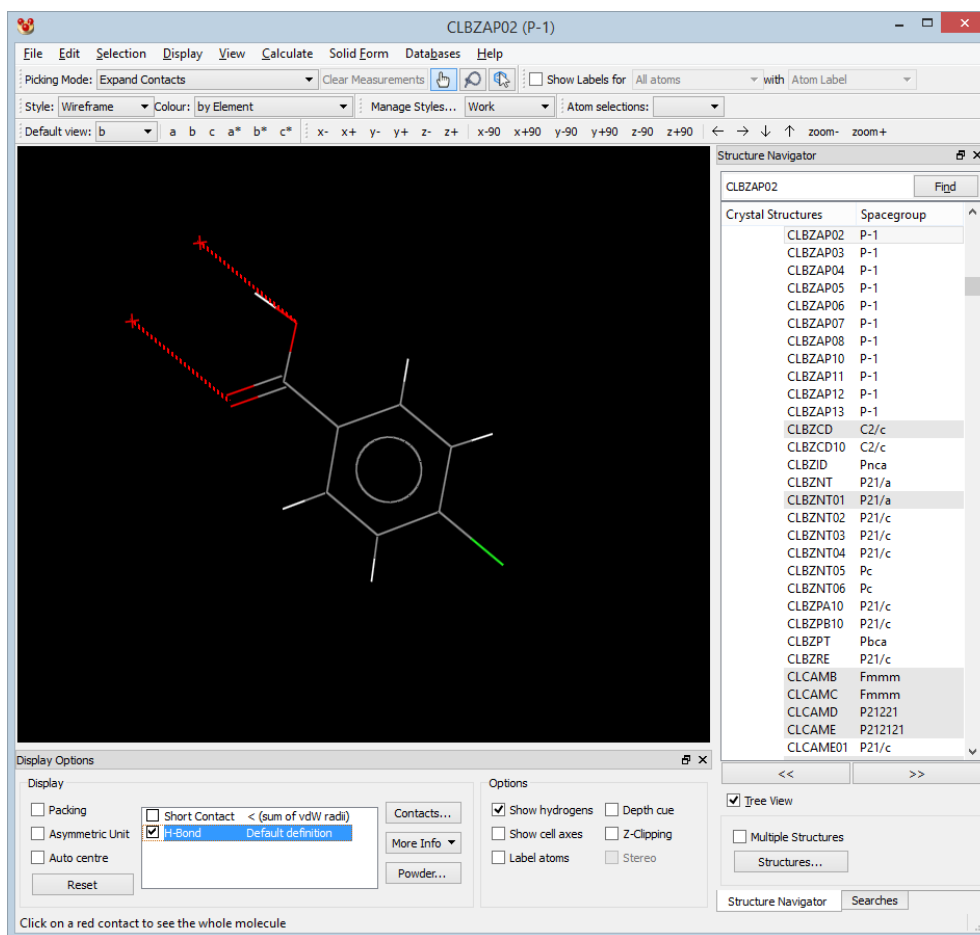 CLBZAP02 (P-1)
File Edit Selection Display View Calculate Solid Form Databases Help
Picking Mode: Expand Contacts Clear Measurements Show Labels for All atoms with Atom Label
Style: Wireframe Colour: by Element Manage Styles... Work Atom selections:
Default view: b a b c a* b* c* x- x+ y- y+ z- z+ x-90 x+90 y-90 y+90 z-90 z+90 ← → ↓ ↑ zoom- zoom+
Structure Navigator
CLBZAP02 Find
Crystal Structures Spacegroup
CLBZAP02 P-1
CLBZAP03 P-1
CLBZAP04 P-1
CLBZAP05 P-1
CLBZAP06 P-1
CLBZAP07 P-1
CLBZAP08 P-1
CLBZAP10 P-1
CLBZAP11 P-1
CLBZAP12 P-1
CLBZAP13 P-1
CLBZCD C2/c
CLBZCD10 C2/c
CLBZID Pnca
CLBZNT P21/a
CLBZNT01 P21/a
CLBZNT02 P21/c
CLBZNT03 P21/c
CLBZNT04 P21/c
CLBZNT05 Pc
CLBZNT06 Pc
CLBZPA10 P21/c
CLBZPB10 P21/c
CLBZPT Pbca
CLBZRE P21/c
CLCAMB Fmmm
CLCAMC Fmmm
CLCAMD P21221
CLCAME P212121
CLCAME01 P21/c
<< >>
Tree View
Multiple Structures
Structures...
Structure Navigator Searches
Display Options
Display
Packing
Asymmetric Unit
Auto centre
Reset
Short Contact < (sum of vdW radii)
H-Bond Default definition
Contacts...
More Info
Powder...
Options
Show hydrogens Depth cue
Show cell axes Z-Clipping
Label atoms Stereo
Click on a red contact to see the whole molecule